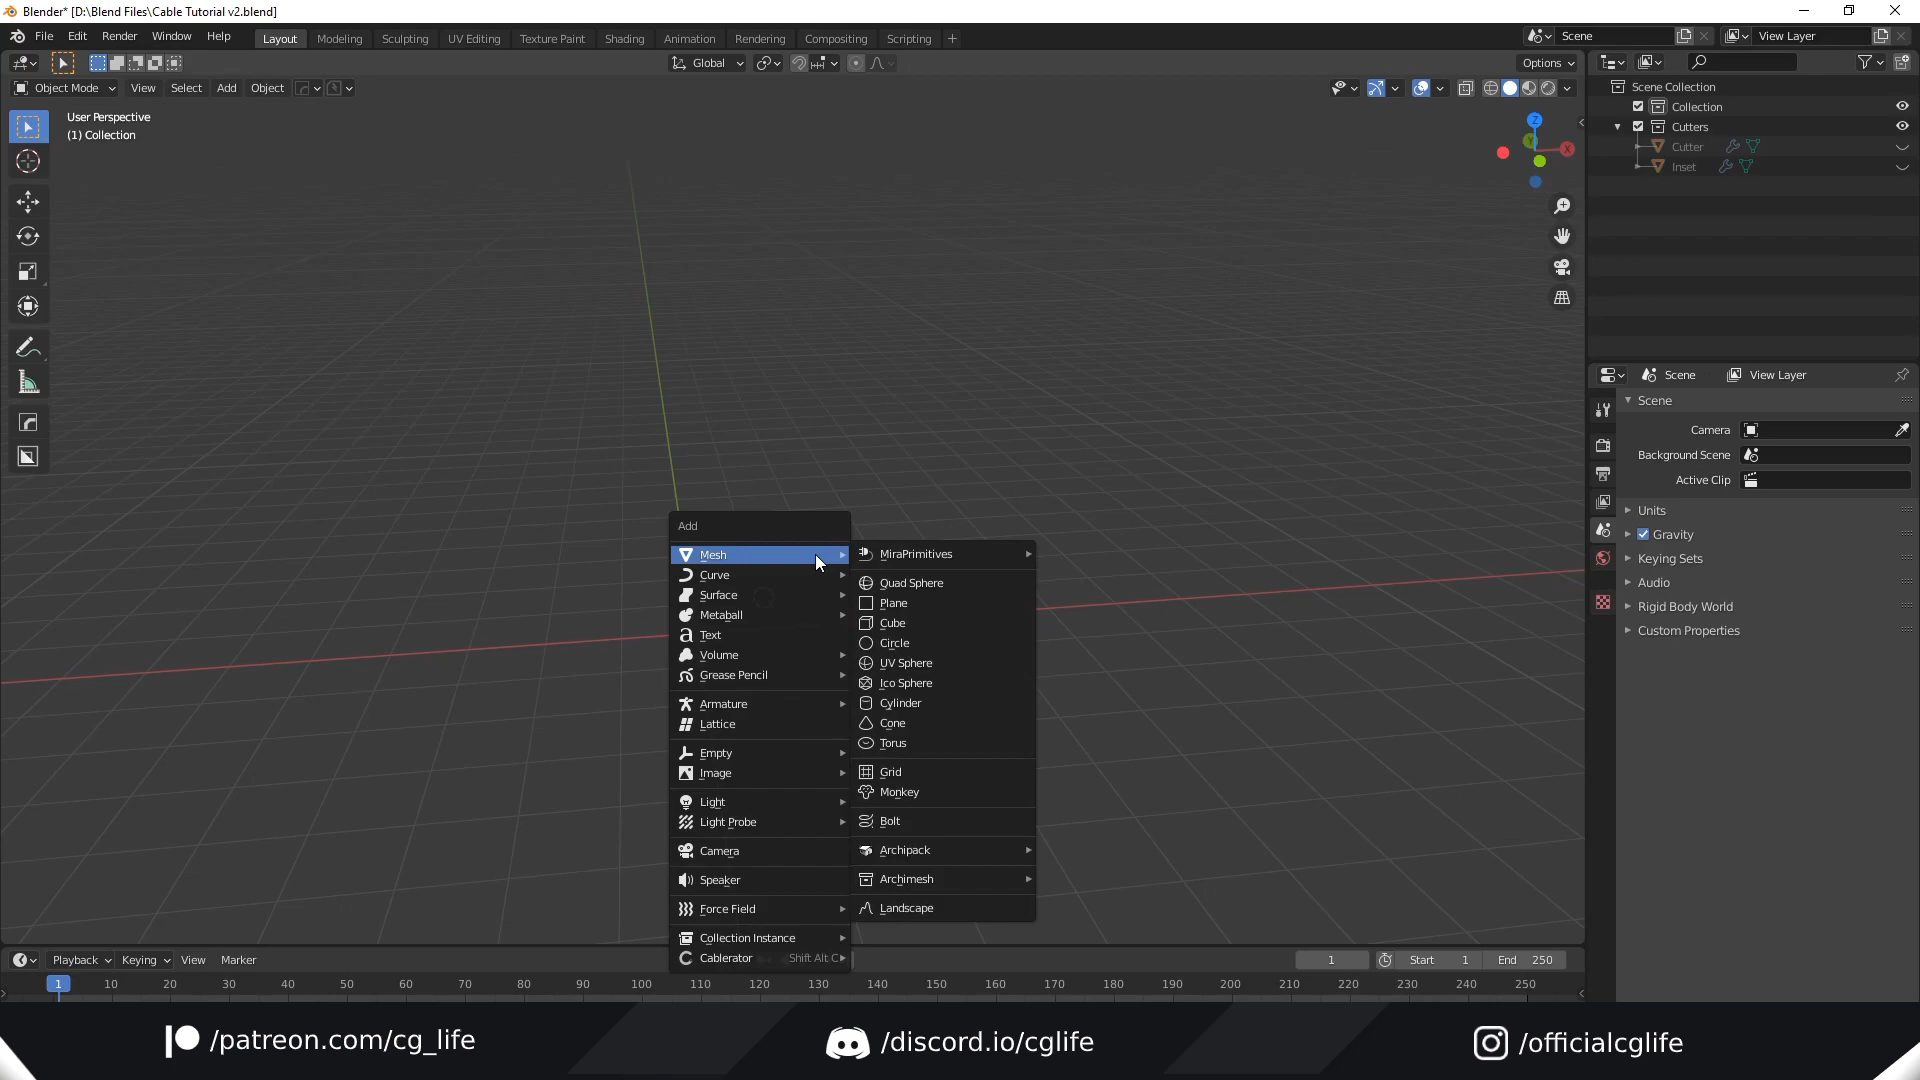 Blender* [D:\Blend Files\Cable Tutorial v2.blend]
File Edit Render Window Help Layout Modeling Sculpting UV Editing Texture Paint Shading Animation Rendering Compositing Scripting + Scene View Layer
Global Options
Object Mode View Select Add Object
User Perspective
(1) Collection
Z
Y
X
Scene Collection
Collection
Cutters
Cutter
Inset
Scene View Layer
Scene
Camera
Background Scene
Active Clip
Units
Gravity
Keying Sets
Audio
Rigid Body World
Custom Properties
Add
Mesh
Curve
Surface
Metaball
Text
Volume
Grease Pencil
Armature
Lattice
Empty
Image
Light
Light Probe
Camera
Speaker
Force Field
Collection Instance
Cablerator Shift Alt C
MiraPrimitives
Quad Sphere
Plane
Cube
Circle
UV Sphere
Ico Sphere
Cylinder
Cone
Torus
Grid
Monkey
Bolt
Archipack
Archimesh
Landscape
Playback Keying View Marker 1 Start 1 End 250
1 10 20 30 40 50 60 70 80 90 100 110 120 130 140 150 160 170 180 190 200 210 220 230 240 250
/patreon.com/cg_life /discord.io/cglife /officialcglife